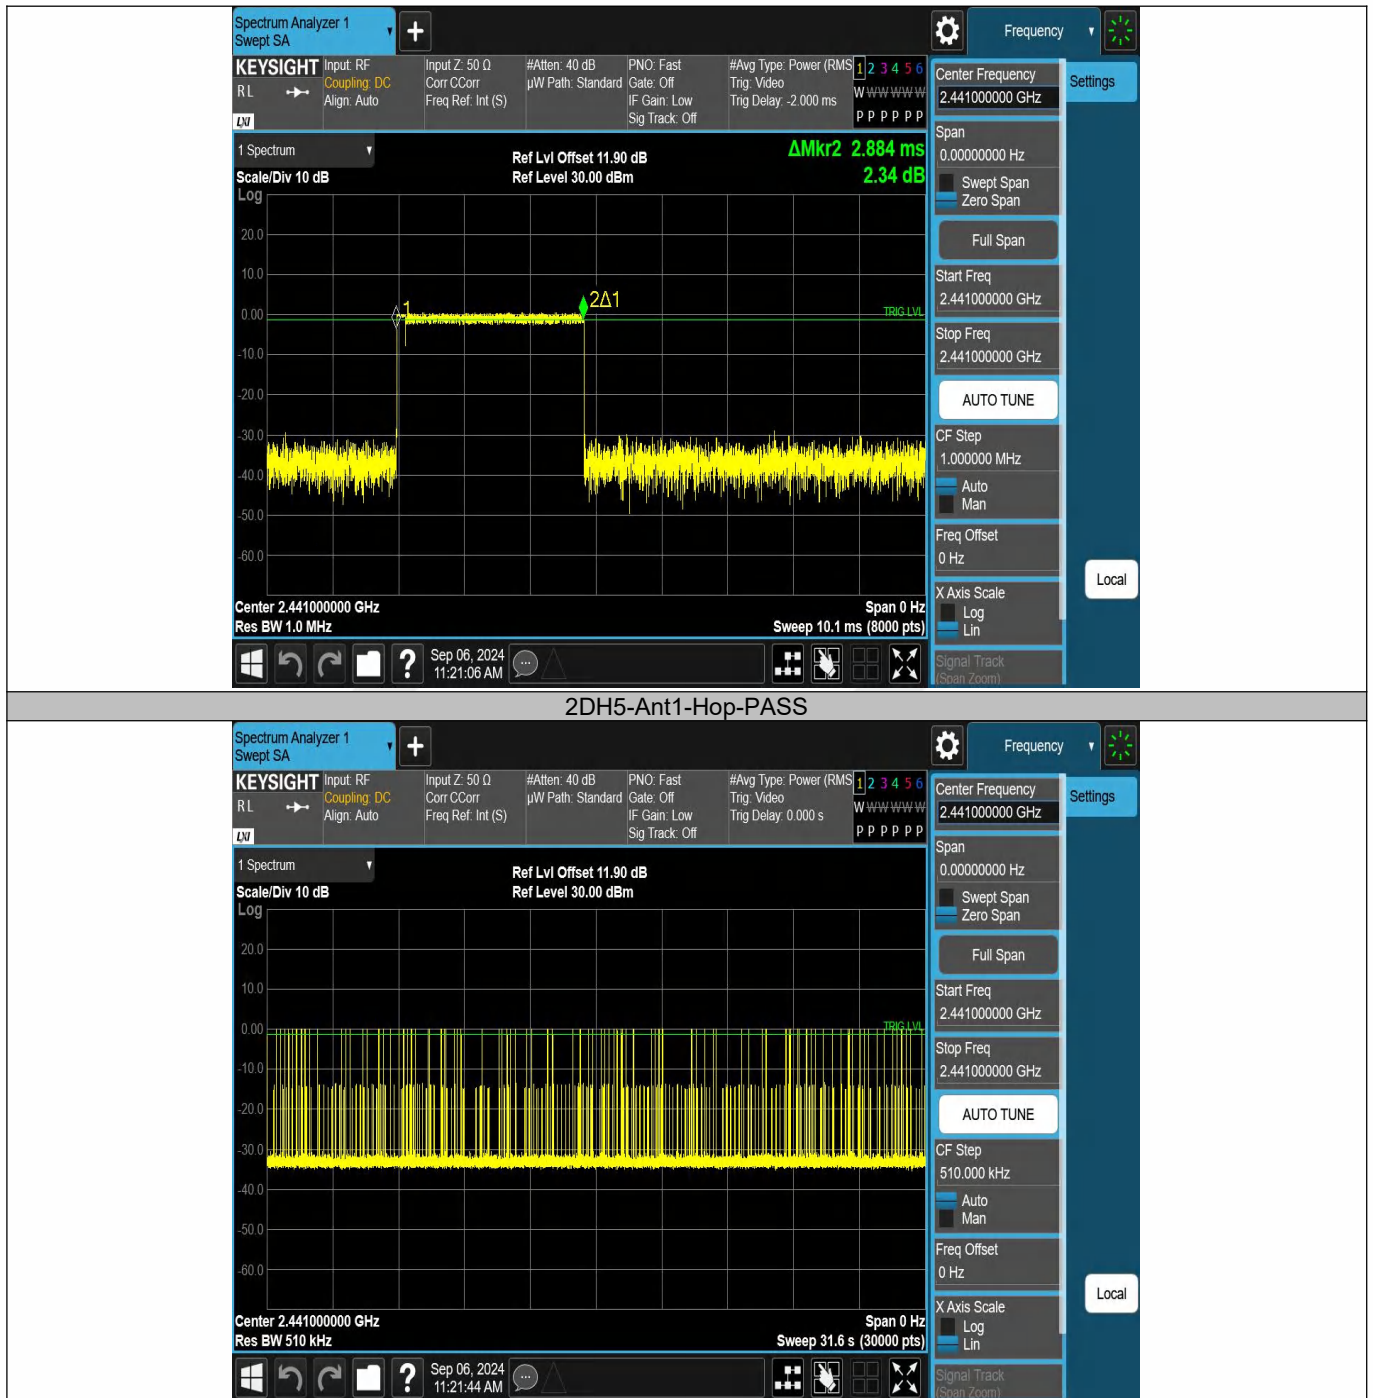 Spectrum Analyzer 1
Swept SA
+
Frequency
KEYSIGHT
RL
LXI
Input: RF
Coupling: DC
Align: Auto
Input Z: 50 Ω
Corr CCorr
Freq Ref: Int (S)
#Atten: 40 dB
µW Path: Standard
PNO: Fast
Gate: Off
IF Gain: Low
Sig Track: Off
#Avg Type: Power (RMS
Trig: Video
Trig Delay: -2.000 ms
1 2 3 4 5 6
W W W W W W
P P P P P P
Center Frequency
2.441000000 GHz
Settings
1 Spectrum
Scale/Div 10 dB
Log
Ref Lvl Offset 11.90 dB
Ref Level 30.00 dBm
ΔMkr2 2.884 ms
2.34 dB
Span
0.00000000 Hz
Swept Span
Zero Span
Full Span
Start Freq
2.441000000 GHz
Stop Freq
2.441000000 GHz
AUTO TUNE
CF Step
1.000000 MHz
Auto
Man
Freq Offset
0 Hz
X Axis Scale
Log
Lin
Signal Track
(Span Zoom)
Local
20.0
10.0
0.00
-10.0
-20.0
-30.0
-40.0
-50.0
-60.0
1
2Δ1
TRIG LVL
Center 2.441000000 GHz
Res BW 1.0 MHz
Span 0 Hz
Sweep 10.1 ms (8000 pts)
?
Sep 06, 2024
11:21:06 AM
2DH5-Ant1-Hop-PASS
Spectrum Analyzer 1
Swept SA
+
Frequency
KEYSIGHT
RL
LXI
Input: RF
Coupling: DC
Align: Auto
Input Z: 50 Ω
Corr CCorr
Freq Ref: Int (S)
#Atten: 40 dB
µW Path: Standard
PNO: Fast
Gate: Off
IF Gain: Low
Sig Track: Off
#Avg Type: Power (RMS
Trig: Video
Trig Delay: 0.000 s
1 2 3 4 5 6
W W W W W W
P P P P P P
Center Frequency
2.441000000 GHz
Settings
1 Spectrum
Scale/Div 10 dB
Log
Ref Lvl Offset 11.90 dB
Ref Level 30.00 dBm
Span
0.00000000 Hz
Swept Span
Zero Span
Full Span
Start Freq
2.441000000 GHz
Stop Freq
2.441000000 GHz
AUTO TUNE
CF Step
510.000 kHz
Auto
Man
Freq Offset
0 Hz
X Axis Scale
Log
Lin
Signal Track
(Span Zoom)
Local
20.0
10.0
0.00
-10.0
-20.0
-30.0
-40.0
-50.0
-60.0
TRIG LVL
Center 2.441000000 GHz
Res BW 510 kHz
Span 0 Hz
Sweep 31.6 s (30000 pts)
?
Sep 06, 2024
11:21:44 AM